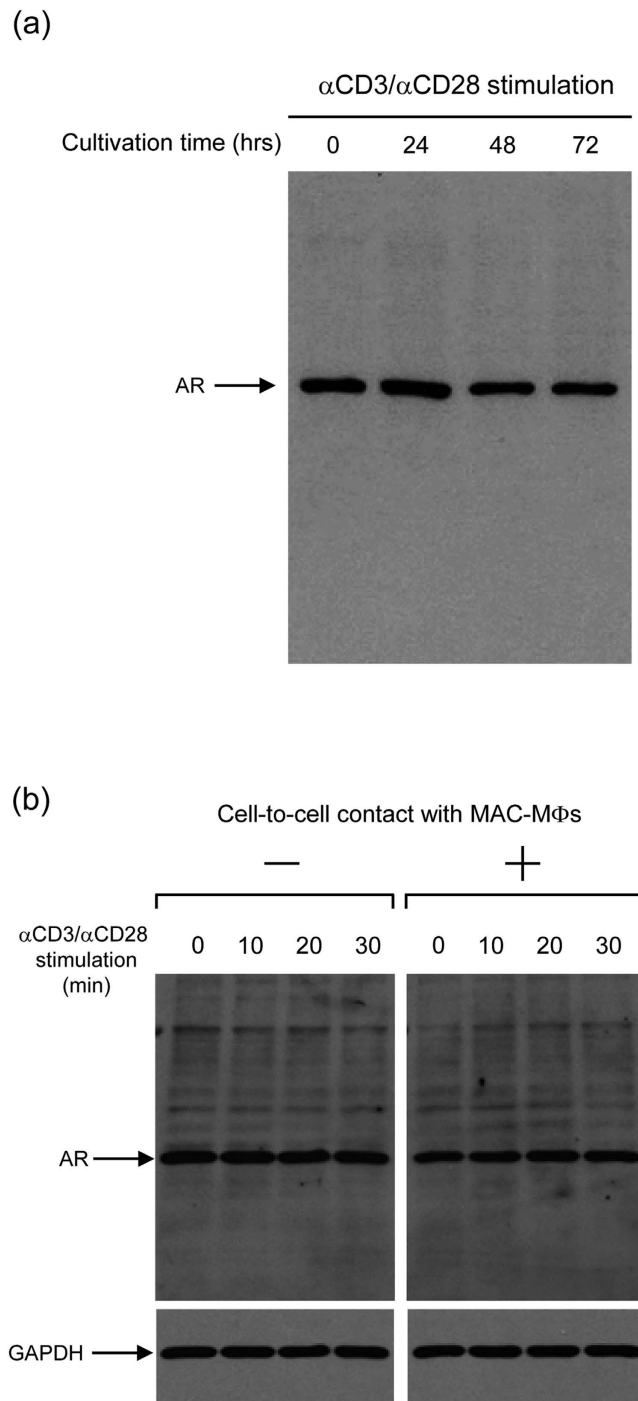 (a)
αCD3/αCD28 stimulation
Cultivation time (hrs) 0 24 48 72
AR
(b)
Cell-to-cell contact with MAC-MΦs
— +
αCD3/αCD28
stimulation
(min)
0 10 20 30 0 10 20 30
AR
GAPDH